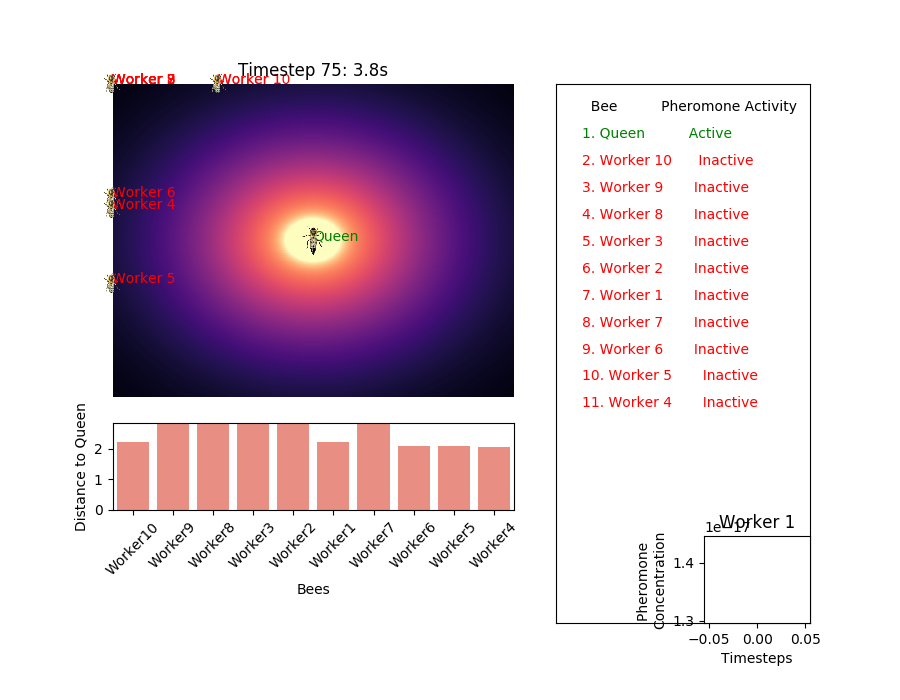 Timestep 75: 3.8s
Worker 10
Worker 6
Worker 4
Queen
Worker 5
Bee Pheromone Activity
1. Queen Active
2. Worker 10 Inactive
3. Worker 9 Inactive
4. Worker 8 Inactive
5. Worker 3 Inactive
6. Worker 2 Inactive
7. Worker 1 Inactive
8. Worker 7 Inactive
9. Worker 6 Inactive
10. Worker 5 Inactive
11. Worker 4 Inactive
Distance to Queen
2
1
0
Worker10
Worker9
Worker8
Worker3
Worker2
Worker1
Worker7
Worker6
Worker5
Worker4
Bees
Worker 1
1e−17
Pheromone
Concentration
1.4
1.3
−0.05 0.00 0.05
Timesteps